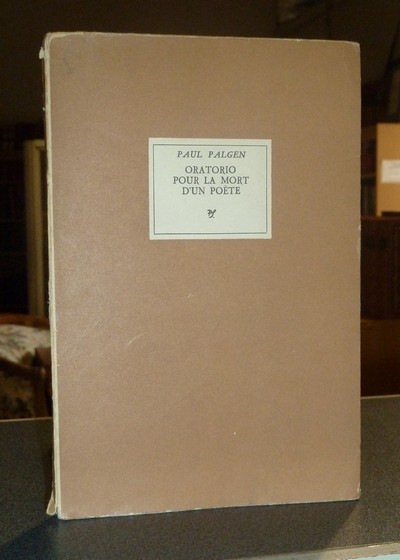 PAUL PALGEN
ORATORIO
POUR LA MORT
D'UN POÈTE